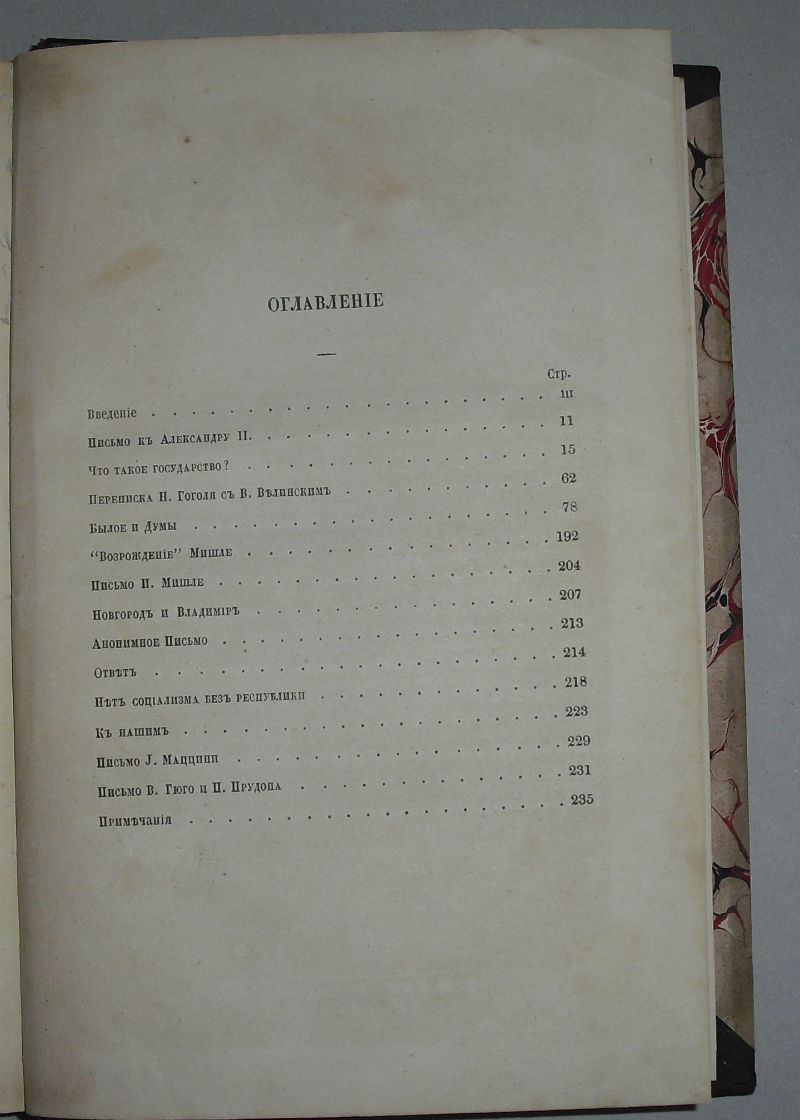 ОГЛАВЛЕНІЕ
Стр.
Введеніе . . . . . . . . . . . . . . . . . . . . . III
Письмо къ Александру II. . . . . . . . . . . . . . . . 11
Что такое государство? . . . . . . . . . . . . . . . . 15
Переписка Н. Гоголя съ В. Бѣлинскимъ . . . . . . . . . . . 62
Былое и Думы . . . . . . . . . . . . . . . . . . . 78
“Возрожденіе” Мишле . . . . . . . . . . . . . . . . 192
Письмо И. Мишле . . . . . . . . . . . . . . . . . . 204
Новгородъ и Владиміръ . . . . . . . . . . . . . . . . 207
Анонимное Письмо . . . . . . . . . . . . . . . . . . 213
Отвѣтъ . . . . . . . . . . . . . . . . . . . . . 214
Нѣтъ соціализма безъ республики . . . . . . . . . . . . . 218
Къ нашимъ . . . . . . . . . . . . . . . . . . . . 223
Письмо J. Маццини . . . . . . . . . . . . . . . . . 229
Письмо В. Гюго и П. Прудона . . . . . . . . . . . . . . 231
Примѣчанія . . . . . . . . . . . . . . . . . . . . 235